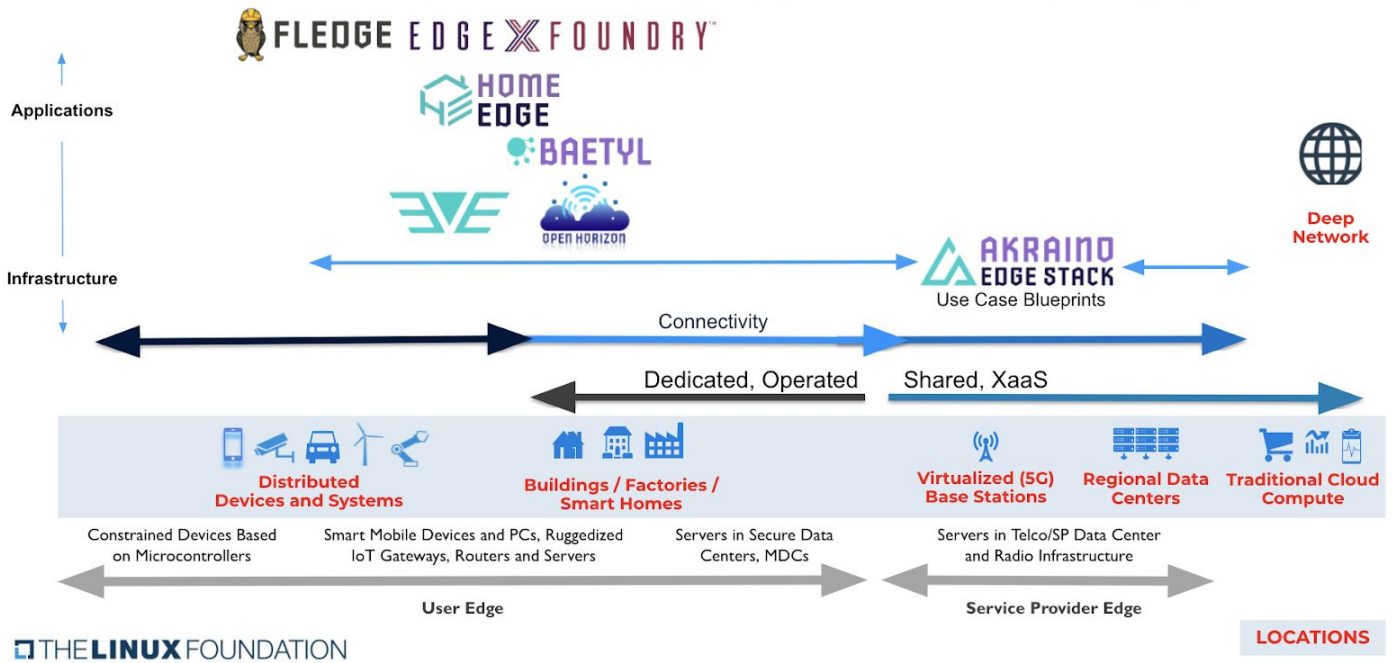 FLEDGE EDGE X FOUNDRY™
Applications
HOME
EDGE
BAETYL
EVE
OPEN HORIZON
Deep
Network
Infrastructure
AKRAINO
EDGE STACK
Use Case Blueprints
Connectivity
Dedicated, Operated
Shared, XaaS
Distributed
Devices and Systems
Buildings / Factories /
Smart Homes
Virtualized (5G)
Base Stations
Regional Data
Centers
Traditional Cloud
Compute
Constrained Devices Based
on Microcontrollers
Smart Mobile Devices and PCs, Ruggedized
IoT Gateways, Routers and Servers
Servers in Secure Data
Centers, MDCs
Servers in Telco/SP Data Center
and Radio Infrastructure
User Edge
Service Provider Edge
THE LINUX FOUNDATION
LOCATIONS